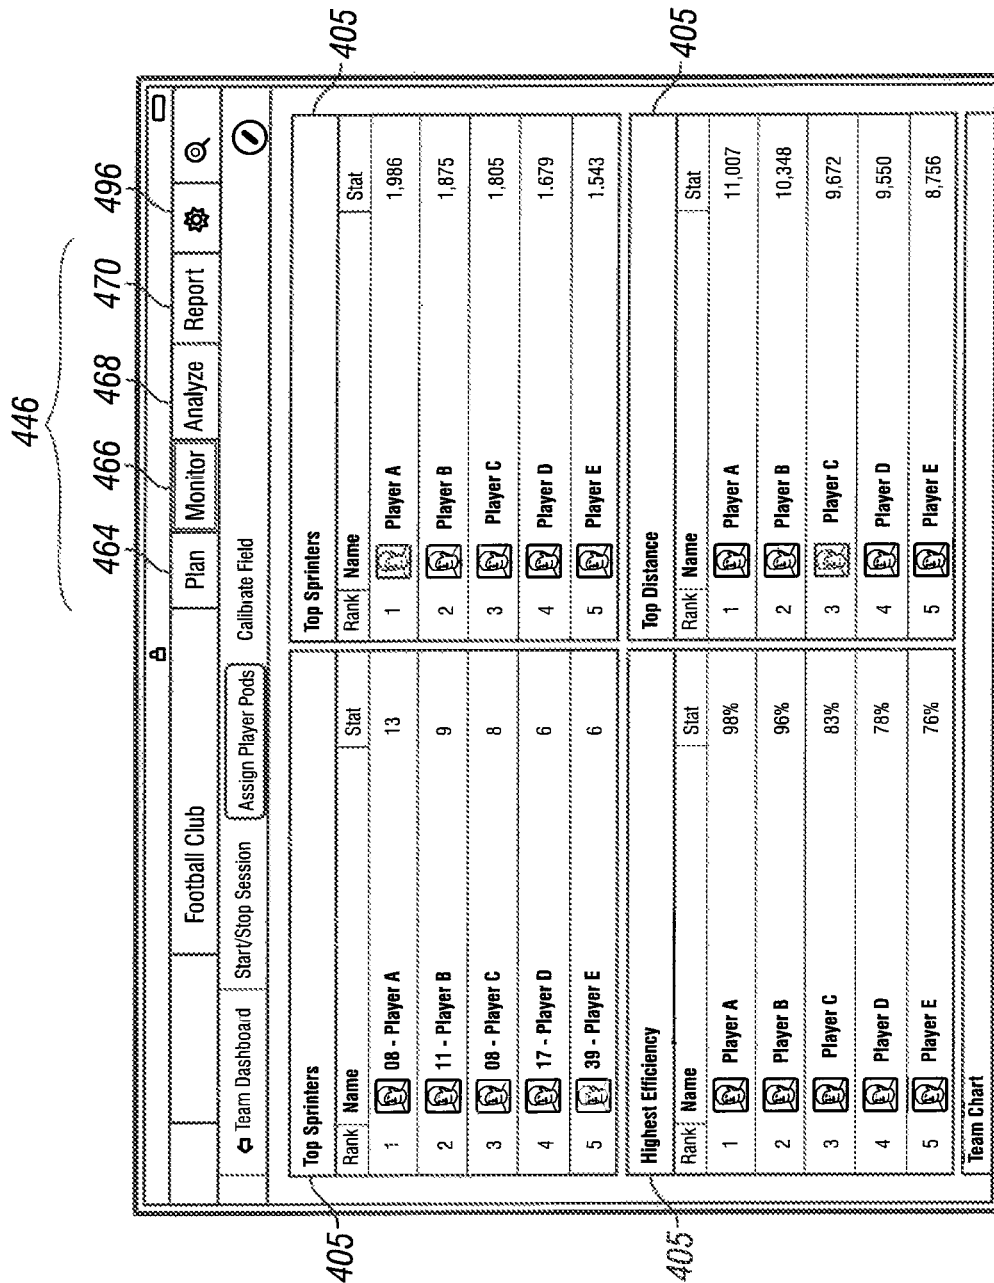 446
464 466 468 470 496
Football Club Plan Monitor Analyze Report
Team Dashboard Start/Stop Session Assign Player Pods Calibrate Field
405
Top Sprinters
Rank Name Stat
1 08 - Player A 13
2 11 - Player B 9
3 08 - Player C 8
4 17 - Player D 6
5 39 - Player E 6
405
Top Sprinters
Rank Name Stat
1 Player A 1,986
2 Player B 1,875
3 Player C 1,805
4 Player D 1.679
5 Player E 1.543
405
Highest Efficiency
Rank Name Stat
1 Player A 98%
2 Player B 96%
3 Player C 83%
4 Player D 78%
5 Player E 76%
405
Top Distance
Rank Name Stat
1 Player A 11,007
2 Player B 10,348
3 Player C 9,672
4 Player D 9,550
5 Player E 8,756
Team Chart